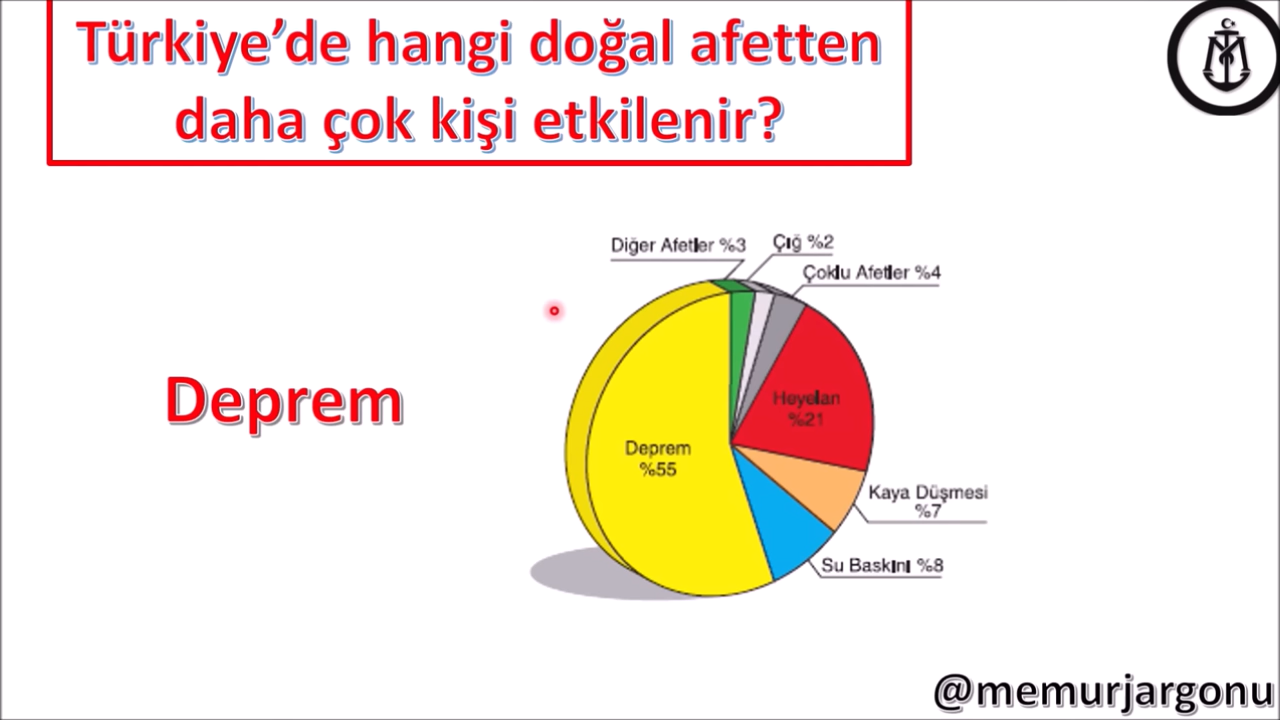 Türkiye’de hangi doğal afetten
daha çok kişi etkilenir?
Diğer Afetler %3
Çığ %2
Çoklu Afetler %4
Heyelan
%21
Deprem
Deprem
%55
Kaya Düşmesi
%7
Su Baskını %8
@memurjargonu